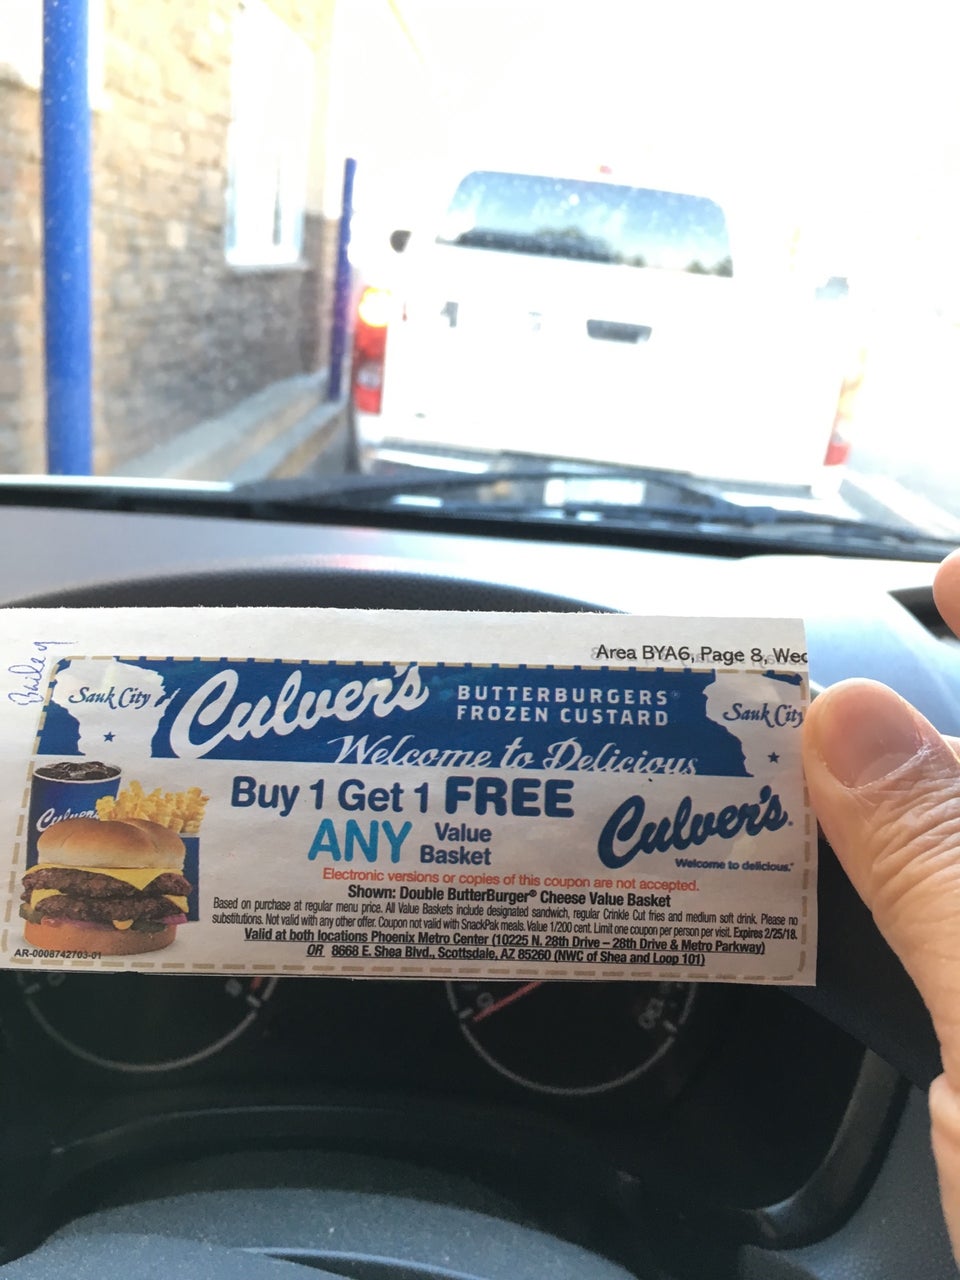 Area BYA6, Page 8, Wed
Bailey
Sauk City
Culver's
BUTTERBURGERS®
FROZEN CUSTARD
Sauk City
Welcome to Delicious
Buy 1 Get 1 FREE
ANY Value Basket
Culver's.
Welcome to delicious.®
Culver's
Electronic versions or copies of this coupon are not accepted.
Shown: Double ButterBurger® Cheese Value Basket
Based on purchase at regular menu price. All Value Baskets include designated sandwich, regular Crinkle Cut fries and medium soft drink. Please no
substitutions. Not valid with any other offer. Coupon not valid with SnackPak meals. Value 1/200 cent. Limit one coupon per person per visit. Expires 2/25/18.
Valid at both locations Phoenix Metro Center (10225 N. 28th Drive – 28th Drive & Metro Parkway)
OR 8668 E. Shea Blvd., Scottsdale, AZ 85260 (NWC of Shea and Loop 101)
AR-0008742703-01